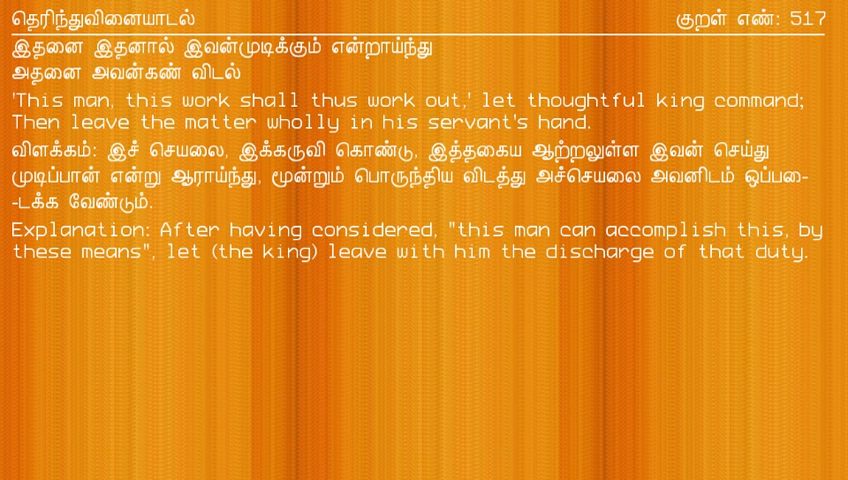 தெரிந்துவினையாடல் குறள் எண்: 517
இதனை இதனால் இவன்முடிக்கும் என்றாய்ந்து
அதனை அவன்கண் விடல்
'This man, this work shall thus work out,' let thoughtful king command;
Then leave the matter wholly in his servant's hand.
விளக்கம்: இச் செயலை, இக்கருவி கொண்டு, இத்தகைய ஆற்றலுள்ள இவன் செய்து
முடிப்பான் என்று ஆராய்ந்து, மூன்றும் பொருந்திய விடத்து அச்செயலை அவனிடம் ஒப்படை-
-டக்க வேண்டும்.
Explanation: After having considered, "this man can accomplish this, by
these means", let (the king) leave with him the discharge of that duty.